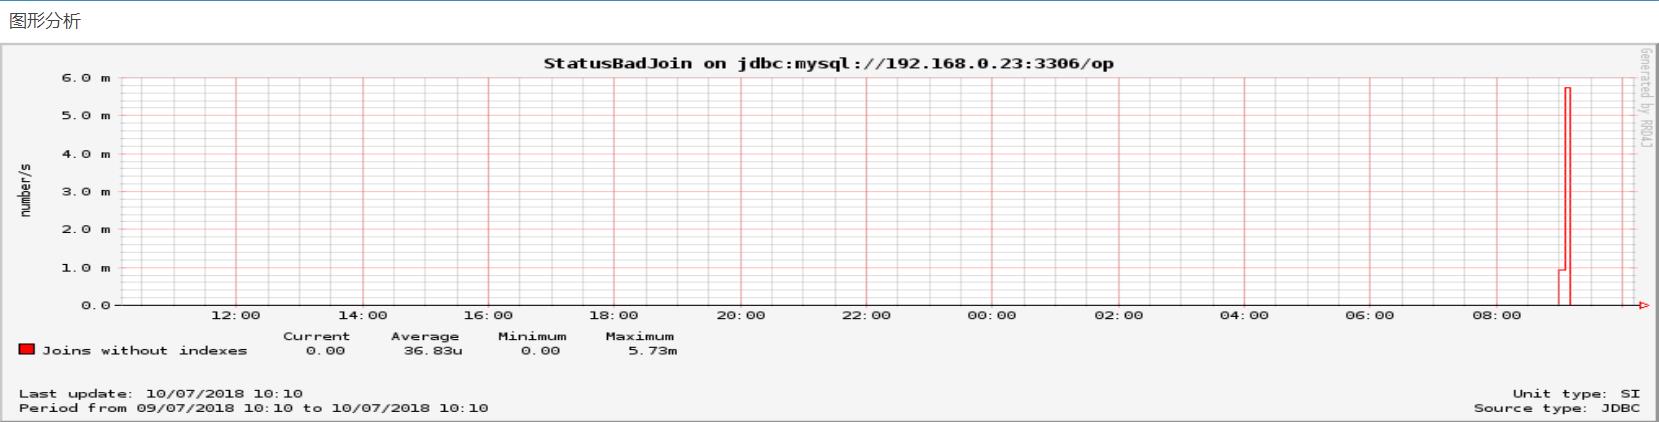 图形分析
StatusBadJoin on jdbc:mysql://192.168.0.23:3306/op
Generated by RRD4J
number/s
6.0 m
5.0 m
4.0 m
3.0 m
2.0 m
1.0 m
0.0
12:00 14:00 16:00 18:00 20:00 22:00 00:00 02:00 04:00 06:00 08:00
Current Average Minimum Maximum
Joins without indexes 0.00 36.83u 0.00 5.73m
Last update: 10/07/2018 10:10
Period from 09/07/2018 10:10 to 10/07/2018 10:10
Unit type: SI
Source type: JDBC